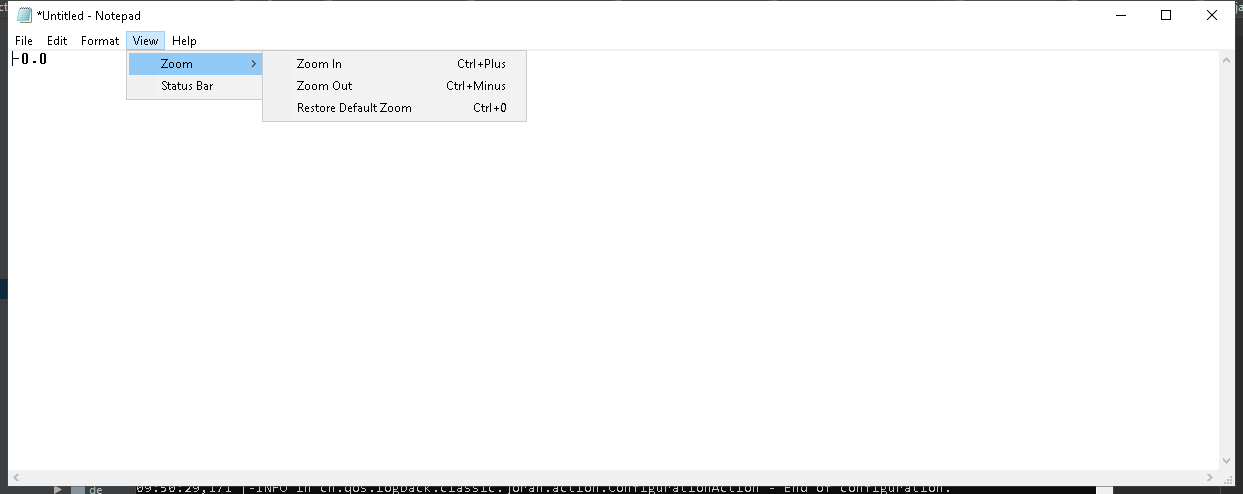 *Untitled - Notepad
File Edit Format View Help
-0.0
Zoom
Status Bar
Zoom In Ctrl+Plus
Zoom Out Ctrl+Minus
Restore Default Zoom Ctrl+0
de
09:50:29,171 |-INFO in ch.qos.logback.classic.joran.action.ConfigurationAction - End of configuration.